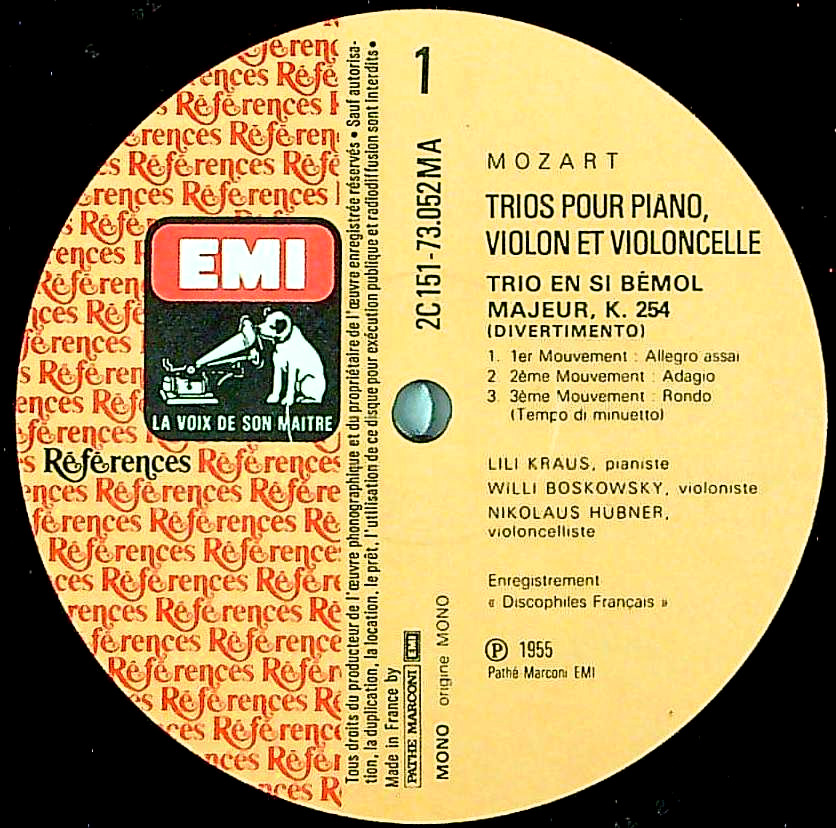 EMI
LA VOIX DE SON MAITRE
Références Références
Tous droits du producteur de l'œuvre phonographique et du propriétaire de l'œuvre enregistrée réservés • Sauf autorisa-
tion, la duplication, la location, le prêt, l'utilisation de ce disque pour exécution publique et radiodiffusion sont interdits •
Made in France by
PATHE MARCONI EMI
1
2C 151-73.052 M A
MONO origine MONO
MOZART
TRIOS POUR PIANO,
VIOLON ET VIOLONCELLE
TRIO EN SI BÉMOL
MAJEUR, K. 254
(DIVERTIMENTO)
1. 1er Mouvement : Allegro assai
2 2ème Mouvement : Adagio
3. 3ème Mouvement : Rondo
(Tempo di minuetto)
LILI KRAUS, pianiste
WILLI BOSKOWSKY, violoniste
NIKOLAUS HUBNER,
violoncelliste
Enregistrement
« Discophiles Français »
Ⓟ 1955
Pathé Marconi EMI